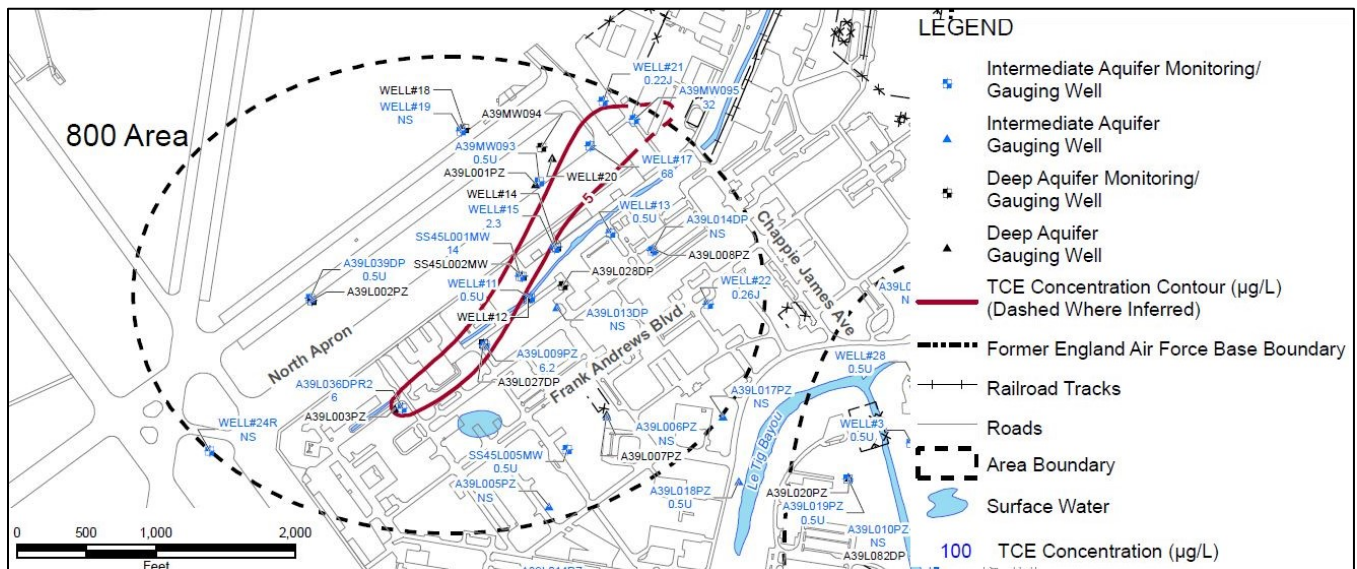 800 Area
WELL#18
WELL#19
NS
A39MW094
A39MW093
0.5U
A39L001PZ
WELL#14
WELL#15
2.3
SS45L001MW
14
SS45L002MW
WELL#11
0.5U
WELL#12
WELL#21
0.22J
A39MW095
32
WELL#17
68
WELL#20
5
WELL#13
0.5U
A39L014DP
NS
A39L008PZ
A39L028DP
WELL#22
0.26J
A39L013DP
NS
A39L039DP
0.5U
A39L002PZ
North Apron
Frank Andrews Blvd
Chappie James Ave
A39L009PZ
6.2
A39L027DP
A39L036DPR2
6
A39L003PZ
WELL#24R
NS
SS45L005MW
0.5U
A39L005PZ
NS
A39L006PZ
NS
A39L007PZ
A39L017PZ
NS
A39L018PZ
0.5U
Le Tig Bayou
WELL#28
0.5U
WELL#3
0.5U
A39L020PZ
A39L019PZ
0.5U
A39L010PZ
NS
A39L082DP
0 500 1,000 2,000
Feet
LEGEND
Intermediate Aquifer Monitoring/
Gauging Well
Intermediate Aquifer
Gauging Well
Deep Aquifer Monitoring/
Gauging Well
Deep Aquifer
Gauging Well
TCE Concentration Contour (µg/L)
(Dashed Where Inferred)
Former England Air Force Base Boundary
Railroad Tracks
Roads
Area Boundary
Surface Water
100 TCE Concentration (µg/L)